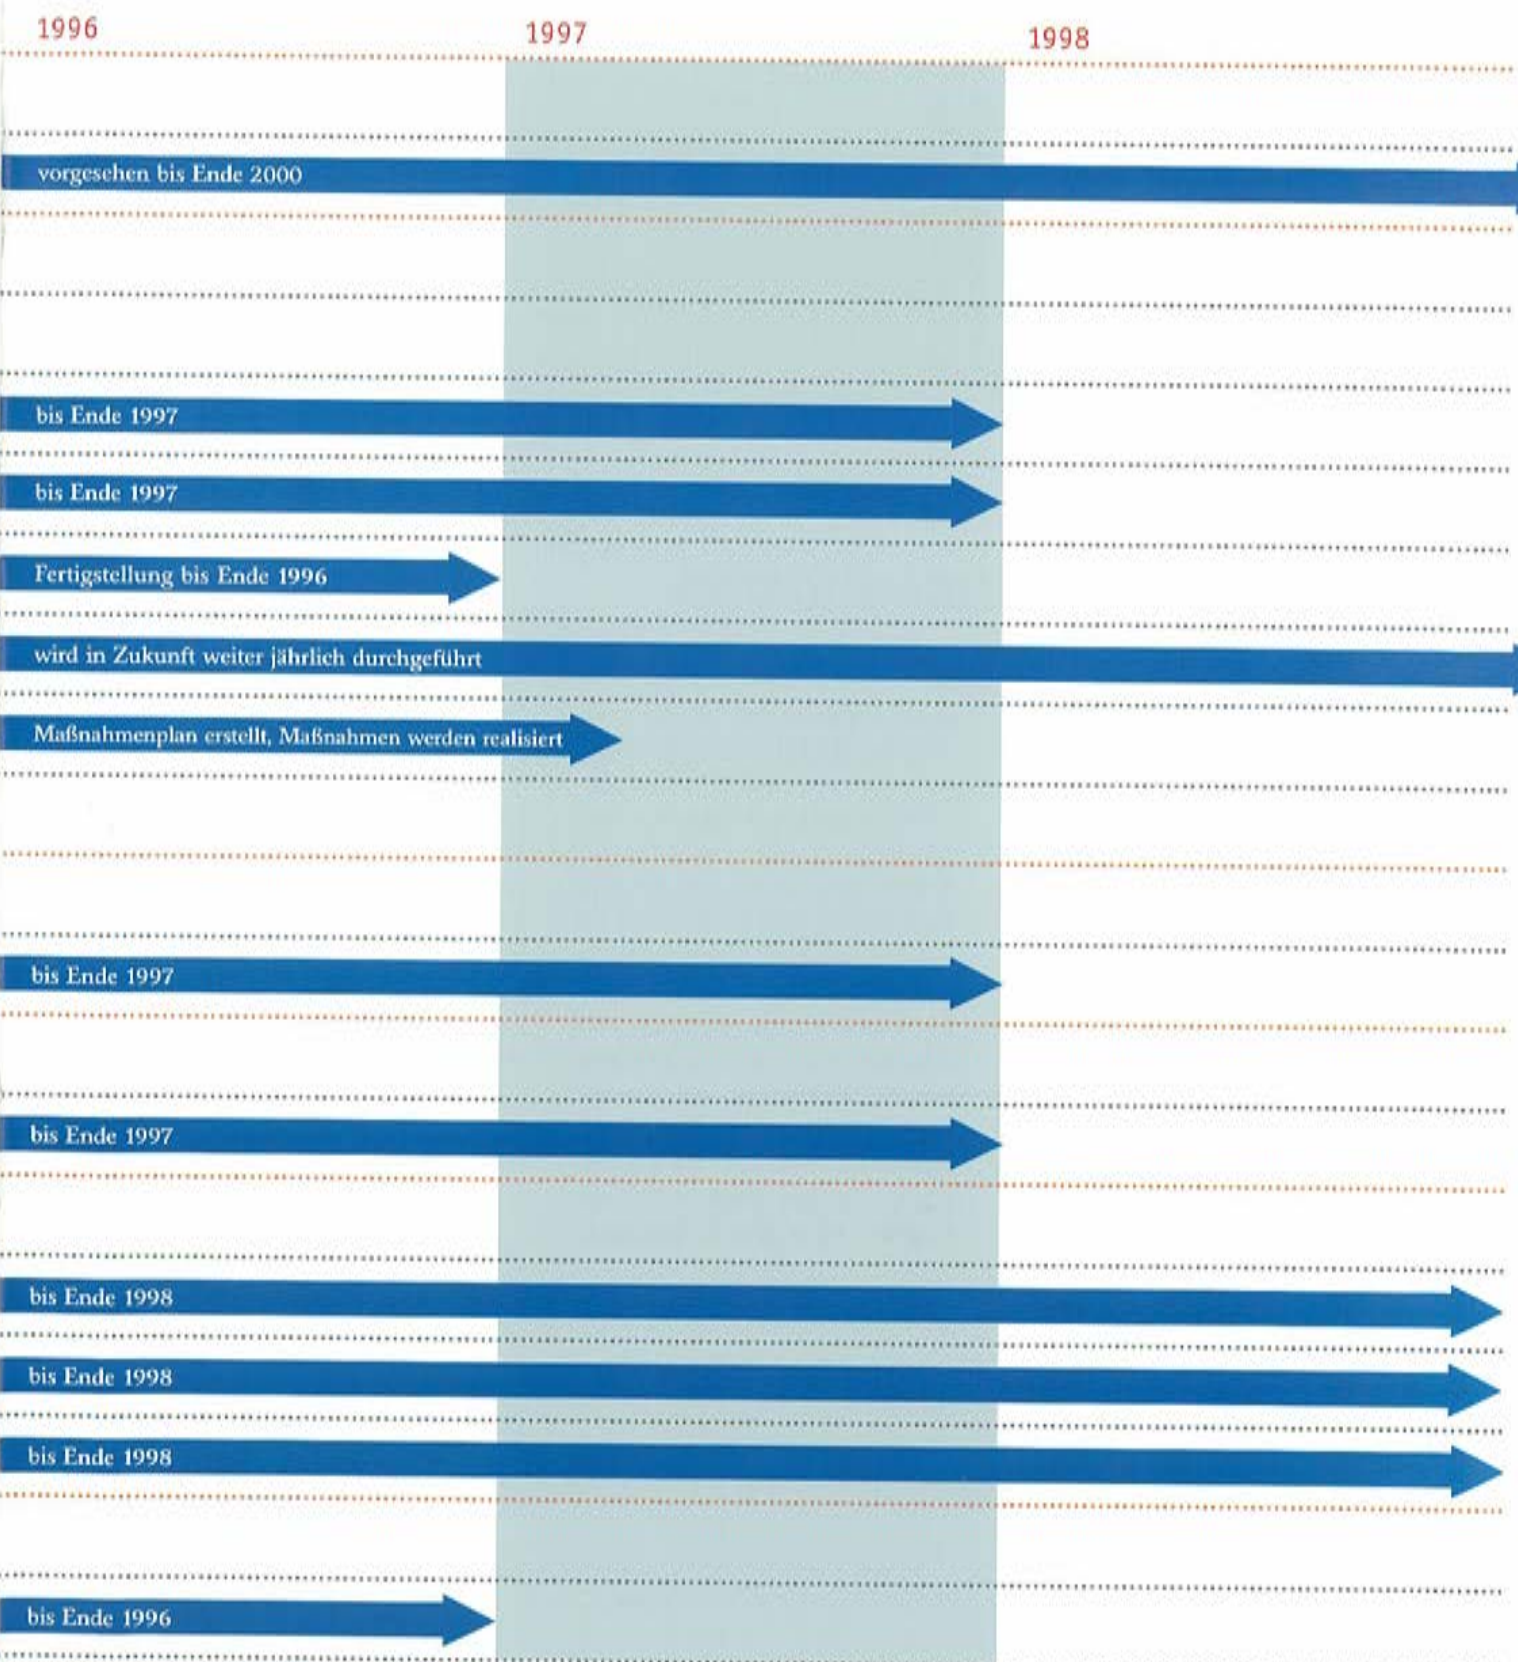 1996 1997 1998
vorgesehen bis Ende 2000
bis Ende 1997
bis Ende 1997
Fertigstellung bis Ende 1996
wird in Zukunft weiter jährlich durchgeführt
Maßnahmenplan erstellt, Maßnahmen werden realisiert
bis Ende 1997
bis Ende 1997
bis Ende 1998
bis Ende 1998
bis Ende 1998
bis Ende 1996